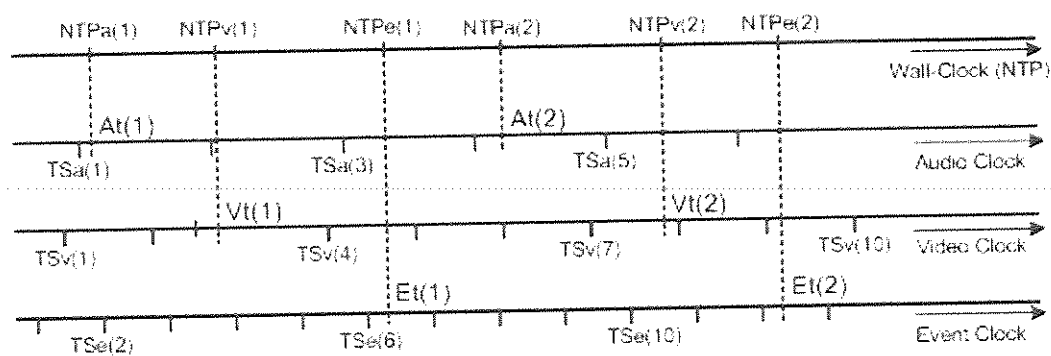 NTPa(1) NTPv(1) NTPe(1) NTPa(2) NTPv(2) NTPe(2)
Wall-Clock (NTP)
At(1) At(2)
TSa(1) TSa(3) TSa(5) Audio Clock
Vt(1) Vt(2)
TSv(1) TSv(4) TSv(7) TSv(10) Video Clock
Et(1) Et(2)
TSe(2) TSe(6) TSe(10) Event Clock